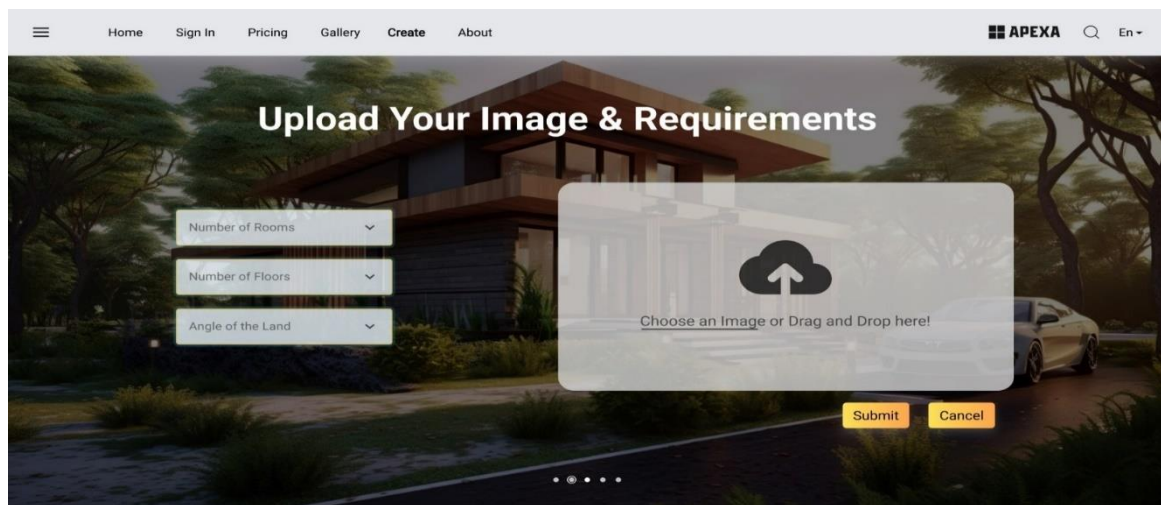 Home Sign In Pricing Gallery Create About APEXA En
Upload Your Image & Requirements
Number of Rooms
Number of Floors
Angle of the Land
Choose an Image or Drag and Drop here!
Submit Cancel